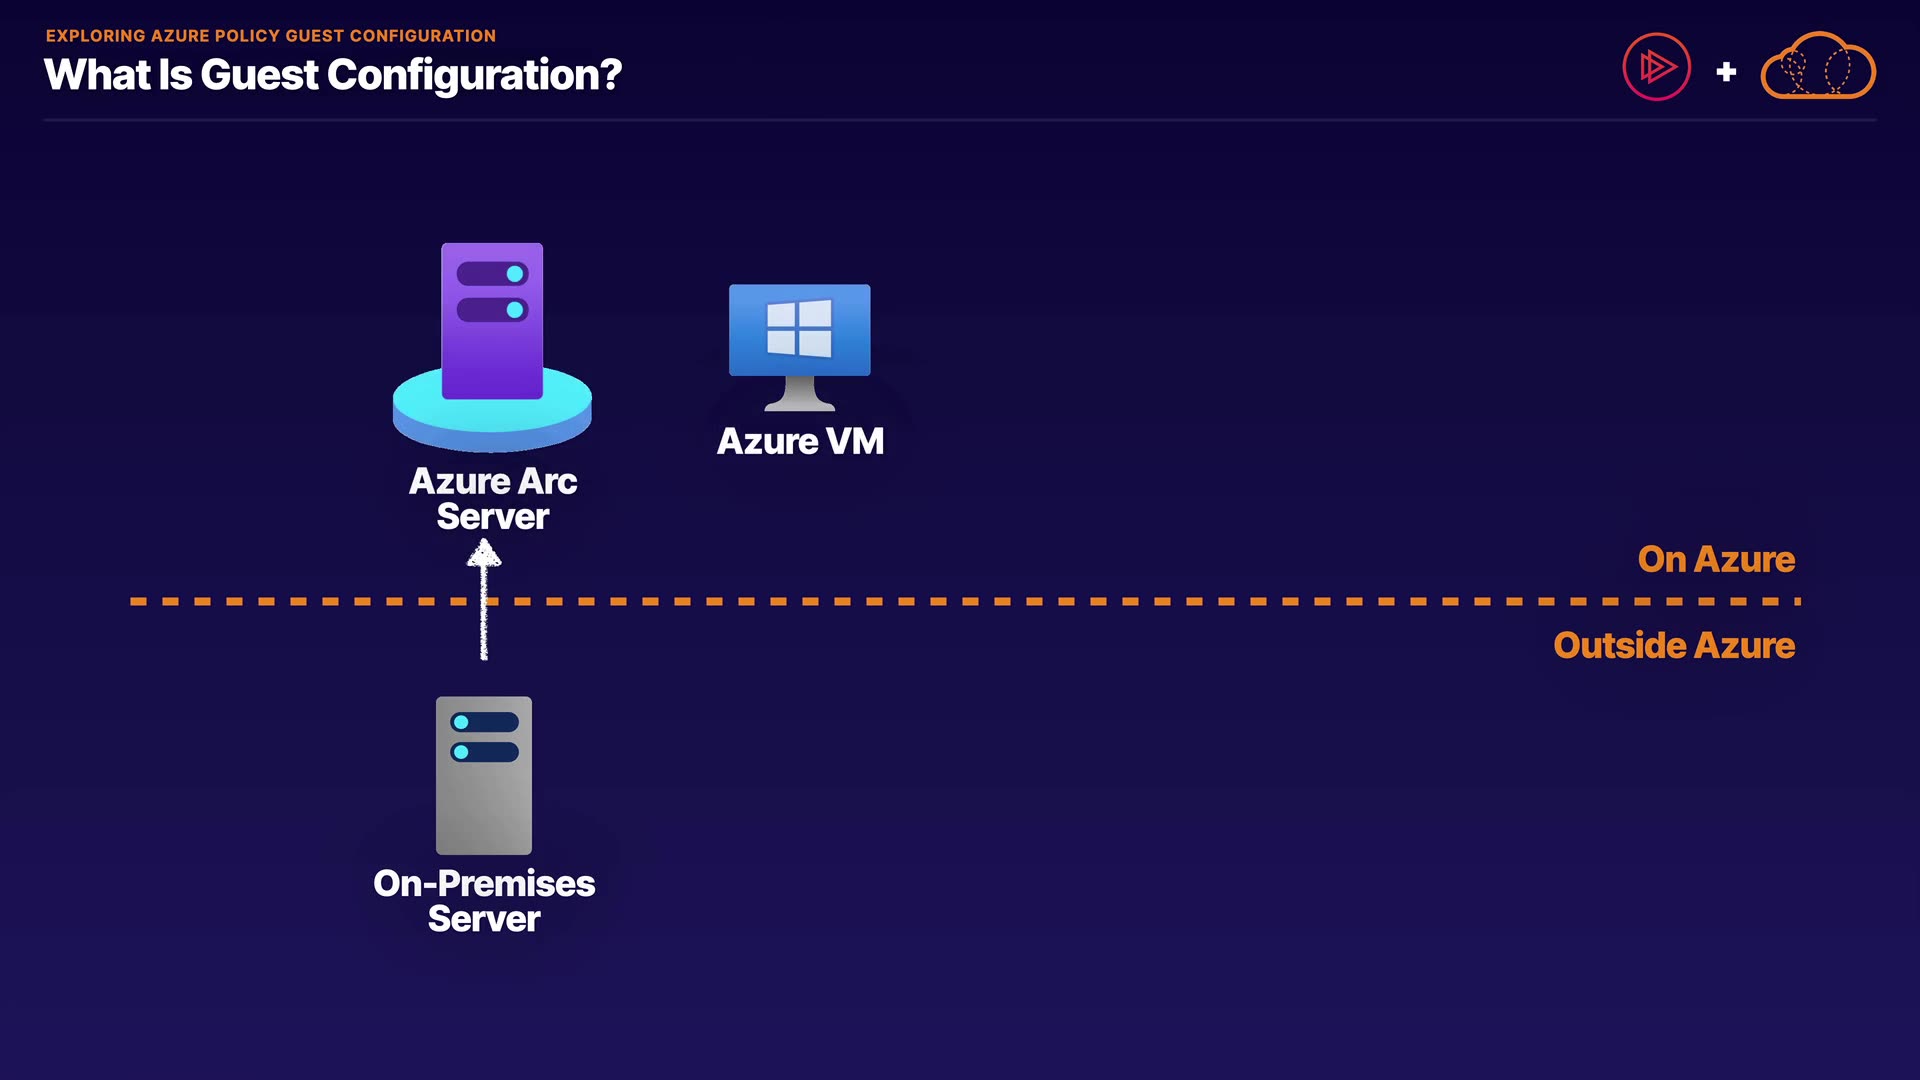 EXPLORING AZURE POLICY GUEST CONFIGURATION
What Is Guest Configuration?
Azure Arc
Server
Azure VM
On Azure
Outside Azure
On-Premises
Server